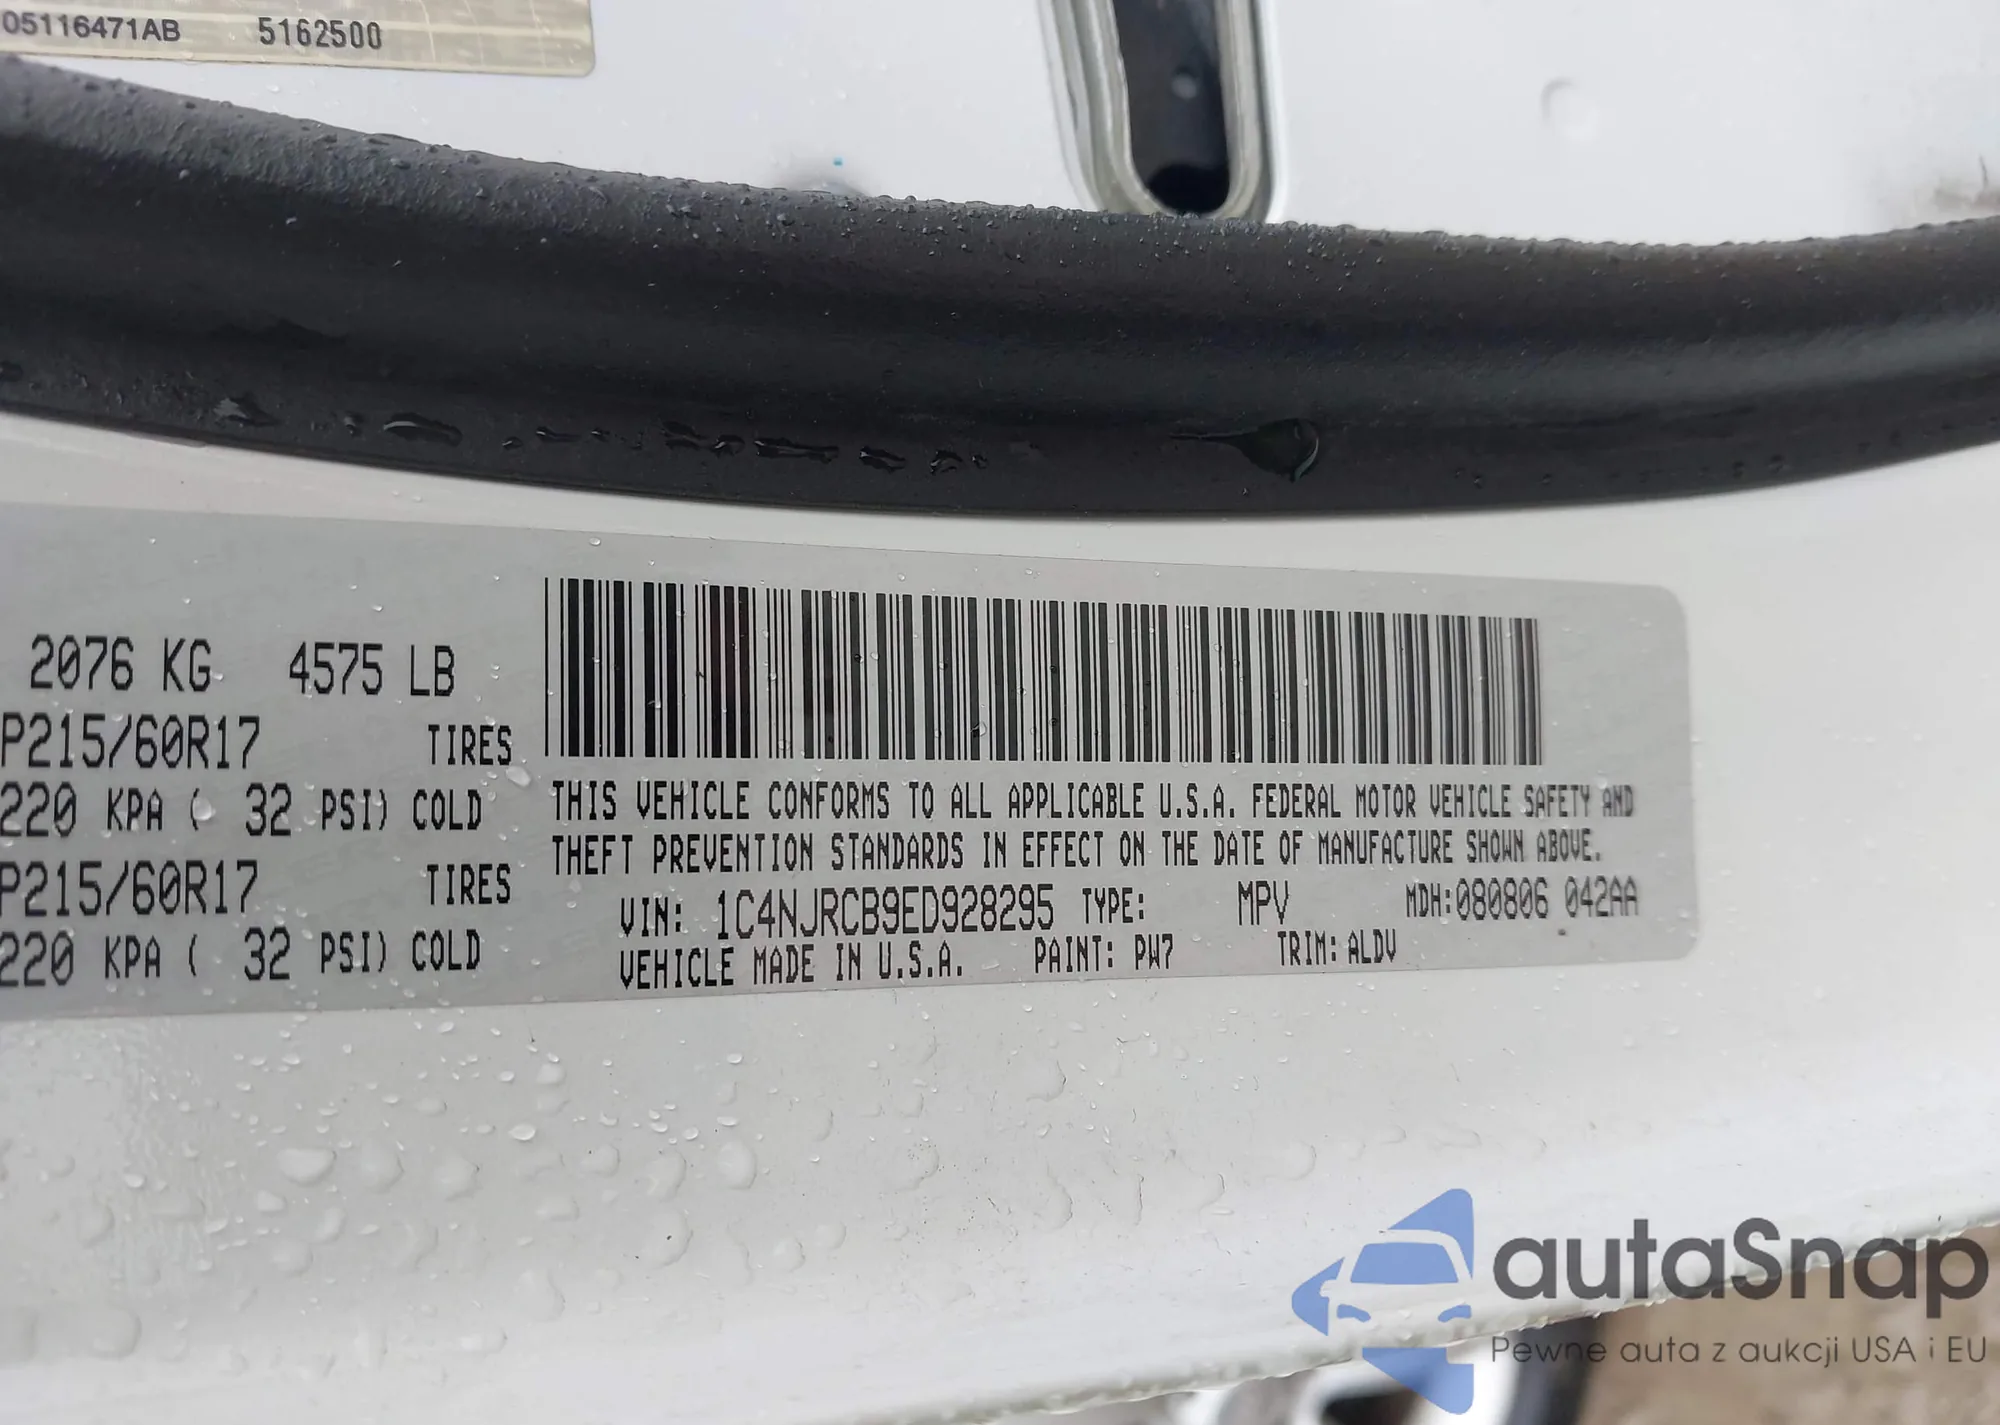 05116471AB 5162500
2076 KG 4575 LB
P215/60R17 TIRES
220 KPA ( 32 PSI) COLD
P215/60R17 TIRES
220 KPA ( 32 PSI) COLD
THIS VEHICLE CONFORMS TO ALL APPLICABLE U.S.A. FEDERAL MOTOR VEHICLE SAFETY AND
THEFT PREVENTION STANDARDS IN EFFECT ON THE DATE OF MANUFACTURE SHOWN ABOVE.
VIN: 1C4NJRCB9ED928295 TYPE: MPV MDH:080806 042AA
VEHICLE MADE IN U.S.A. PAINT: PW7 TRIM: ALDV
autoSnap
Pewne auta z aukcji USA i EU